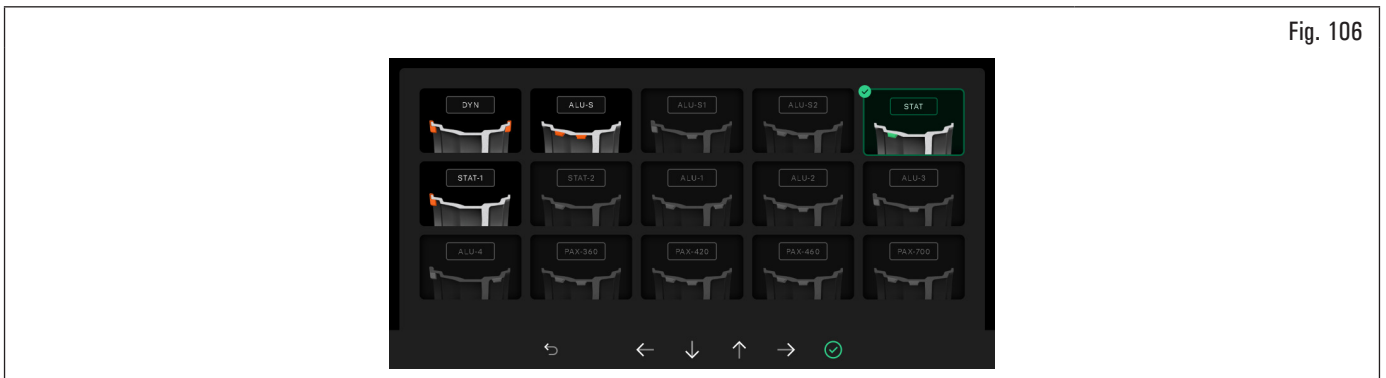 Fig. 106
DYN
ALU-S
ALU-S1
ALU-S2
STAT
STAT-1
STAT-2
ALU-1
ALU-2
ALU-3
ALU-4
PAX-360
PAX-420
PAX-460
PAX-700